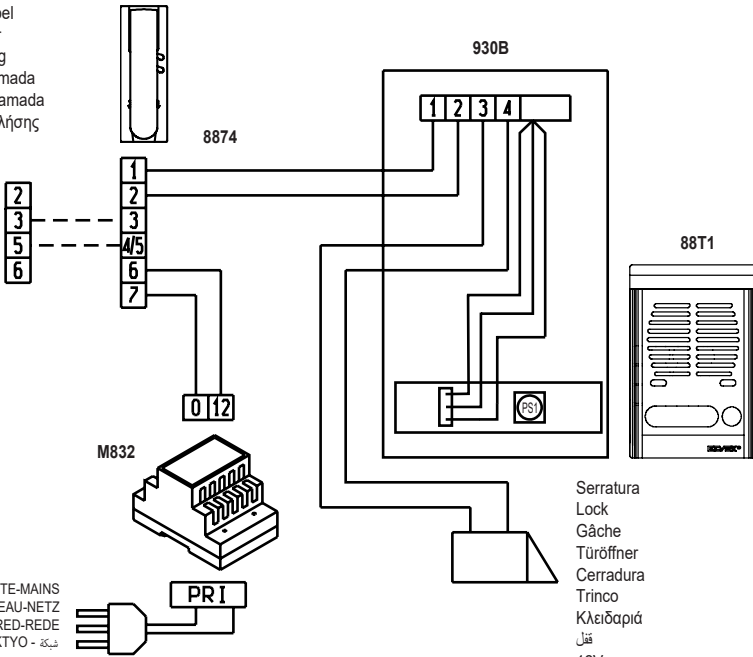 930B
1 2 3 4
8874
1
2
3
4/5
6
7
2
3
5
6
88T1
0 12
M832
PS1
PRI
Serratura
Lock
Gâche
Türöffner
Cerradura
Trinco
Κλειδαριά
قفل
TE-MAINS
EAU-NETZ
RED-REDE
شبكة - ΚΤΥΟ
mada
amada
λήσης